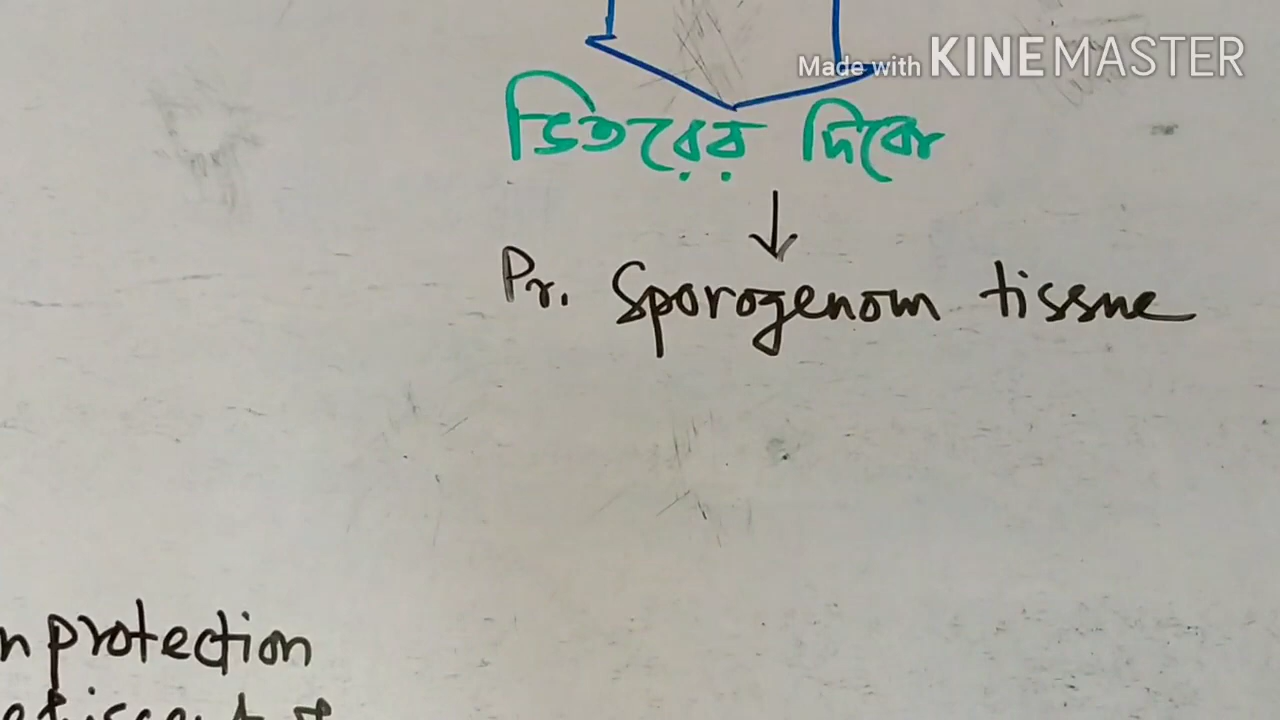 Made with KINEMASTER
ভিতরের দিকে
Pr. Sporogenous tissue
n protection